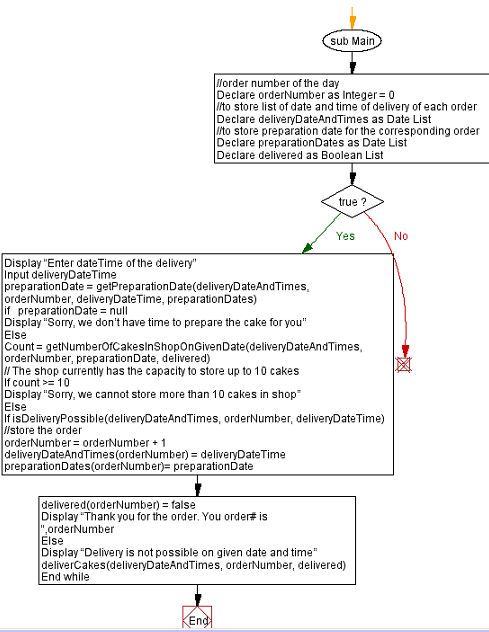 sub Main
//order number of the day
Declare orderNumber as Integer = 0
//to store list of date and time of delivery of each order
Declare deliveryDateAndTimes as Date List
//to store preparation date for the corresponding order
Declare preparationDates as Date List
Declare delivered as Boolean List
true ?
Yes
No
Display “Enter dateTime of the delivery”
Input deliveryDateTime
preparationDate = getPreparationDate(deliveryDateAndTimes,
orderNumber, deliveryDateTime, preparationDates)
if preparationDate = null
Display “Sorry, we don’t have time to prepare the cake for you”
Else
Count = getNumberOfCakesInShopOnGivenDate(deliveryDateAndTimes,
orderNumber, preparationDate, delivered)
// The shop currently has the capacity to store up to 10 cakes
If count >= 10
Display “Sorry, we cannot store more than 10 cakes in shop”
Else
If isDeliveryPossible(deliveryDateAndTimes, orderNumber, deliveryDateTime)
//store the order
orderNumber = orderNumber + 1
deliveryDateAndTimes(orderNumber) = deliveryDateTime
preparationDates(orderNumber)= preparationDate
delivered(orderNumber) = false
Display “Thank you for the order. You order# is
”,orderNumber
Else
Display “Delivery is not possible on given date and time”
deliverCakes(deliveryDateAndTimes, orderNumber, delivered)
End while
End